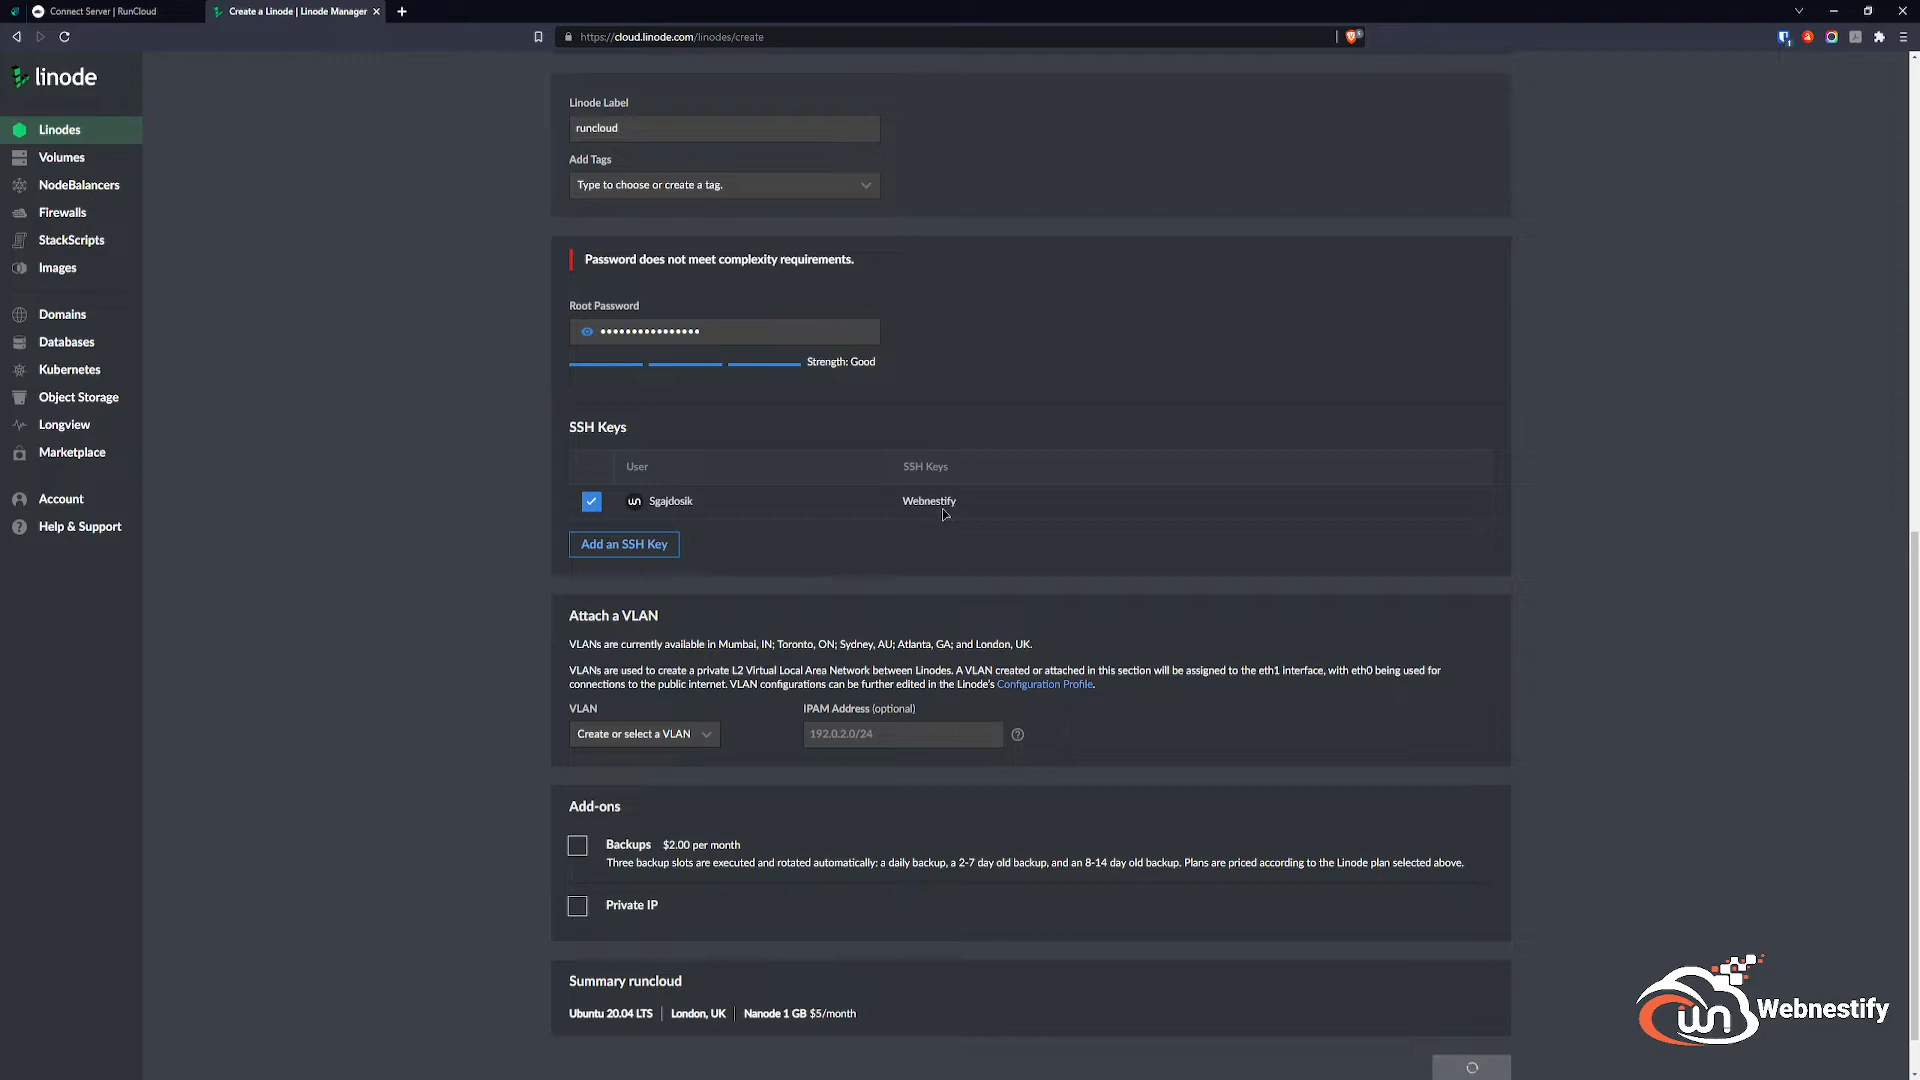 Connect Server | RunCloud
Create a Linode | Linode Manager
https://cloud.linode.com/linodes/create
linode
Linodes
Volumes
NodeBalancers
Firewalls
StackScripts
Images
Domains
Databases
Kubernetes
Object Storage
Longview
Marketplace
Account
Help & Support
Linode Label
runcloud
Add Tags
Type to choose or create a tag.
Password does not meet complexity requirements.
Root Password
Strength: Good
SSH Keys
User SSH Keys
Sgajdosik Webnestify
Add an SSH Key
Attach a VLAN
VLANs are currently available in Mumbai, IN; Toronto, ON; Sydney, AU; Atlanta, GA; and London, UK.
VLANs are used to create a private L2 Virtual Local Area Network between Linodes. A VLAN created or attached in this section will be assigned to the eth1 interface, with eth0 being used for
connections to the public internet. VLAN configurations can be further edited in the Linode's Configuration Profile.
VLAN IPAM Address (optional)
Create or select a VLAN 192.0.2.0/24
Add-ons
Backups $2.00 per month
Three backup slots are executed and rotated automatically: a daily backup, a 2-7 day old backup, and an 8-14 day old backup. Plans are priced according to the Linode plan selected above.
Private IP
Summary runcloud
Ubuntu 20.04 LTS London, UK Nanode 1 GB $5/month
Webnestify